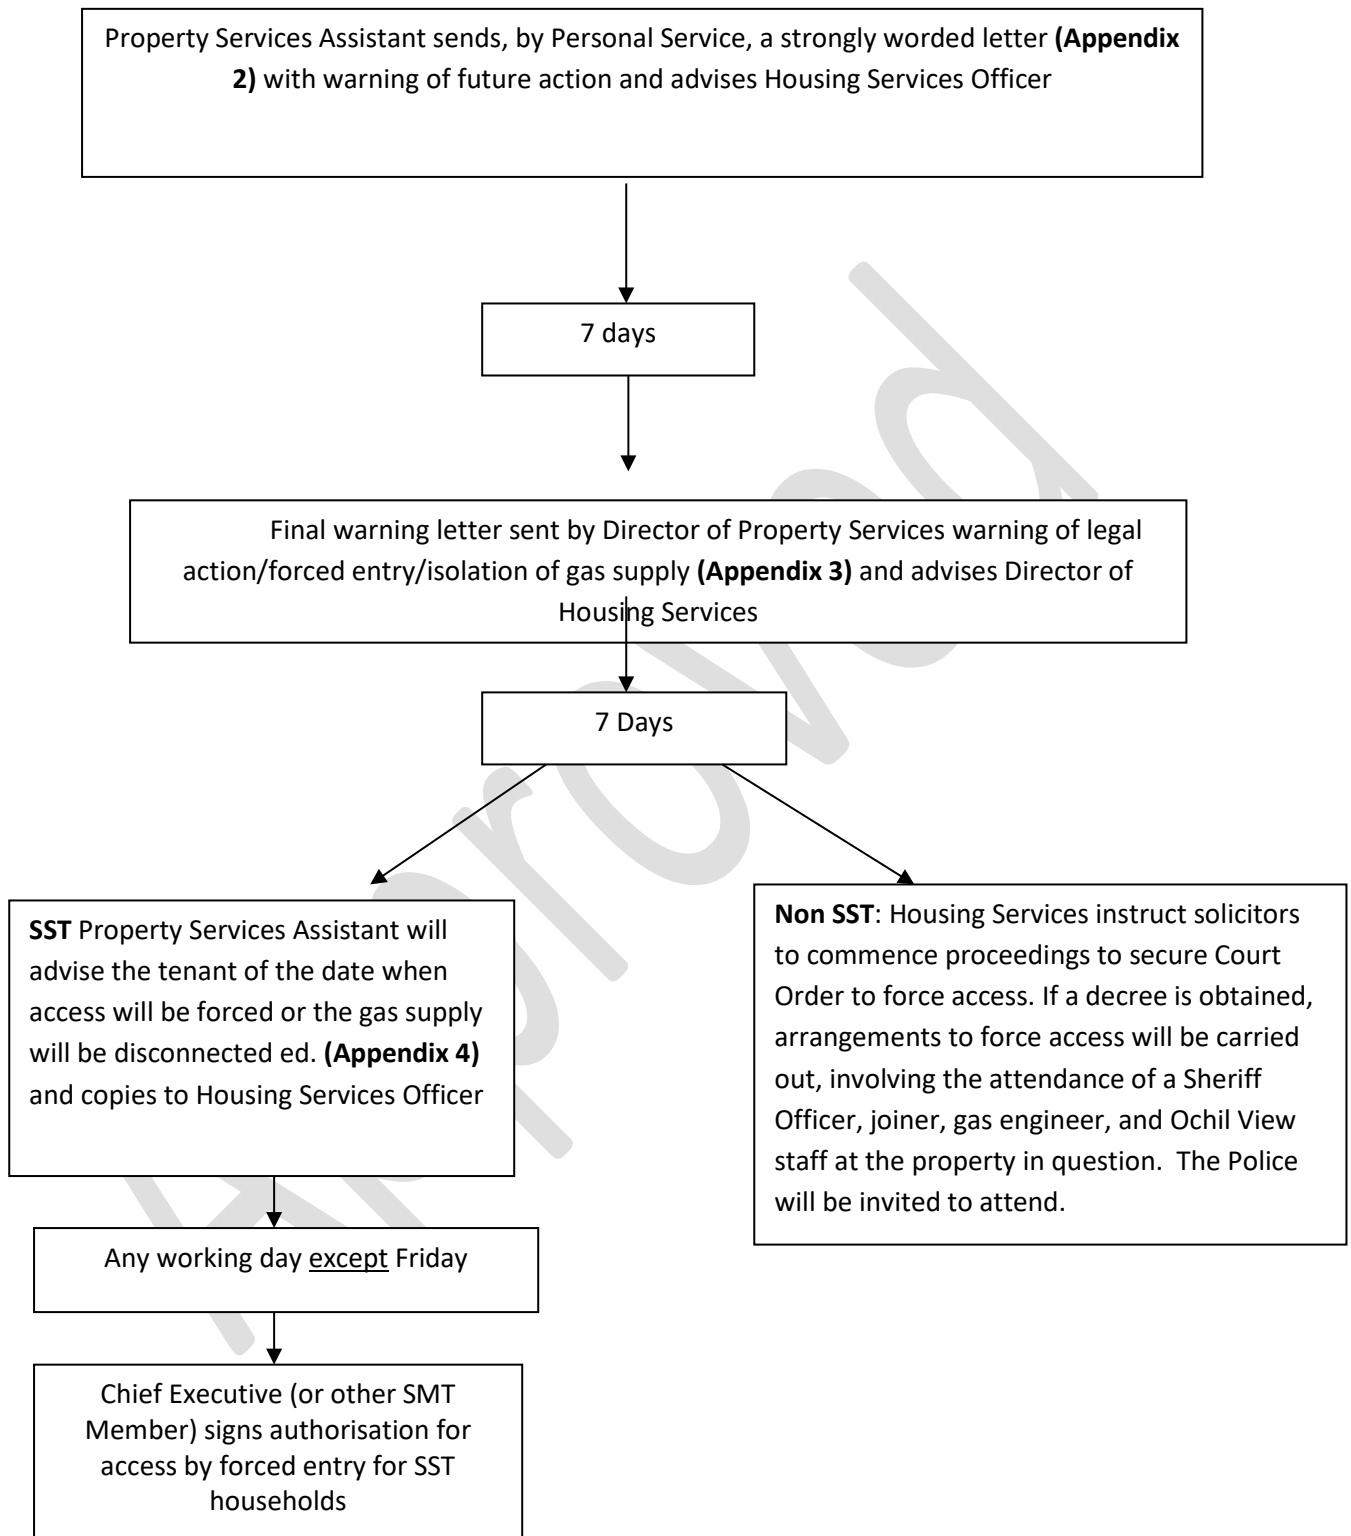 Property Services Assistant sends, by Personal Service, a strongly worded letter (Appendix
2) with warning of future action and advises Housing Services Officer
7 days
Final warning letter sent by Director of Property Services warning of legal
action/forced entry/isolation of gas supply (Appendix 3) and advises Director of
Housing Services
7 Days
SST Property Services Assistant will
advise the tenant of the date when
access will be forced or the gas supply
will be disconnected ed. (Appendix 4)
and copies to Housing Services Officer
Non SST: Housing Services instruct solicitors
to commence proceedings to secure Court
Order to force access. If a decree is obtained,
arrangements to force access will be carried
out, involving the attendance of a Sheriff
Officer, joiner, gas engineer, and Ochil View
staff at the property in question.  The Police
will be invited to attend.
Any working day except Friday
Chief Executive (or other SMT
Member) signs authorisation for
access by forced entry for SST
households
Approved